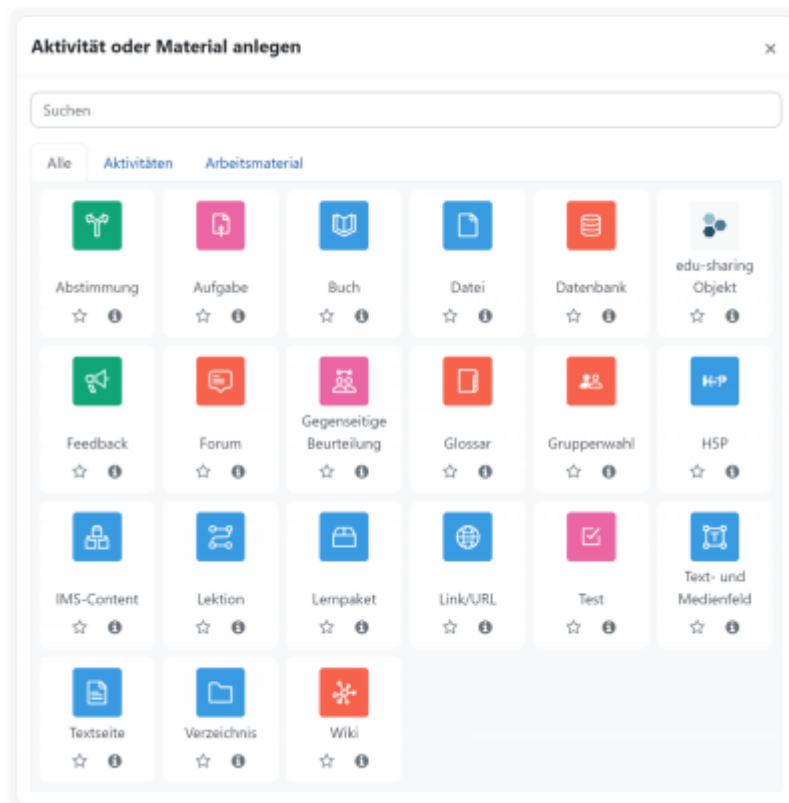 Aktivität oder Material anlegen
Suchen
Alle Aktivitäten Arbeitsmaterial
Abstimmung Aufgabe Buch Datei Datenbank edu-sharing Objekt
Feedback Forum Gegenseitige Beurteilung Glossar Gruppenwahl H5P
IMS-Content Lektion Lernpaket Link/URL Test Text- und Medienfeld
Textseite Verzeichnis Wiki